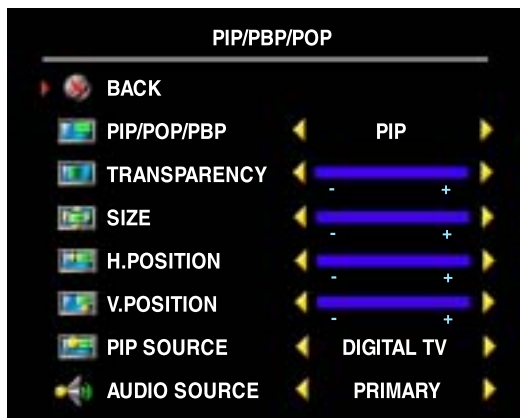 PIP/PBP/POP
BACK
PIP/POP/PBP PIP
TRANSPARENCY
- +
SIZE
- +
H.POSITION
- +
V.POSITION
- +
PIP SOURCE DIGITAL TV
AUDIO SOURCE PRIMARY